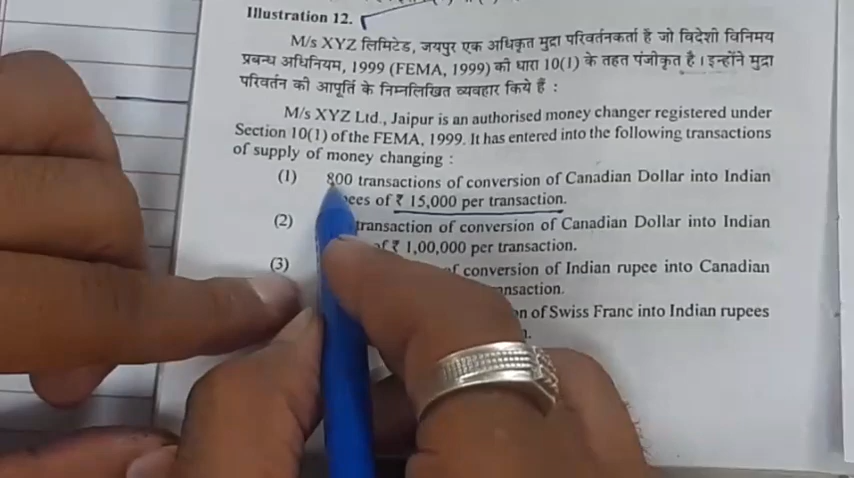 Illustration 12.
M/s XYZ लिमिटेड, जयपुर एक अधिकृत मुद्रा परिवर्तनकर्ता है जो विदेशी विनिमय
प्रबन्ध अधिनियम, 1999 (FEMA, 1999) की धारा 10(1) के तहत पंजीकृत है। इन्होंने मुद्रा
परिवर्तन की आपूर्ति के निम्नलिखित व्यवहार किये हैं :
M/s XYZ Ltd., Jaipur is an authorised money changer registered under
Section 10(1) of the FEMA, 1999. It has entered into the following transactions
of supply of money changing :
(1) 800 transactions of conversion of Canadian Dollar into Indian
of ₹ 15,000 per transaction.
(2) transaction of conversion of Canadian Dollar into Indian
of ₹ 1,00,000 per transaction.
(3) of conversion of Indian rupee into Canadian
of Swiss Franc into Indian rupees